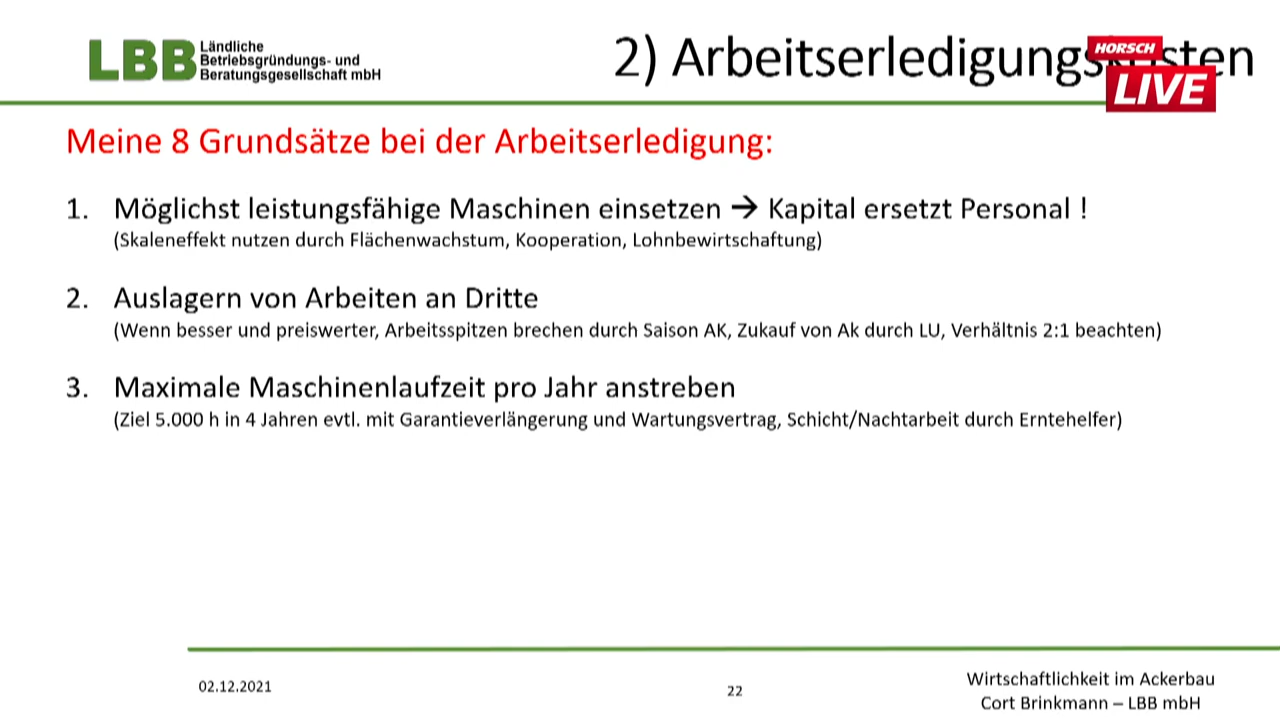 LBB
Ländliche
Betriebsgründungs- und
Beratungsgesellschaft mbH
2) Arbeitserledigungskosten
HORSCH
LIVE
Meine 8 Grundsätze bei der Arbeitserledigung:
1. Möglichst leistungsfähige Maschinen einsetzen → Kapital ersetzt Personal !
(Skaleneffekt nutzen durch Flächenwachstum, Kooperation, Lohnbewirtschaftung)
2. Auslagern von Arbeiten an Dritte
(Wenn besser und preiswerter, Arbeitsspitzen brechen durch Saison AK, Zukauf von Ak durch LU, Verhältnis 2:1 beachten)
3. Maximale Maschinenlaufzeit pro Jahr anstreben
(Ziel 5.000 h in 4 Jahren evtl. mit Garantieverlängerung und Wartungsvertrag, Schicht/Nachtarbeit durch Erntehelfer)
02.12.2021
22
Wirtschaftlichkeit im Ackerbau
Cort Brinkmann – LBB mbH